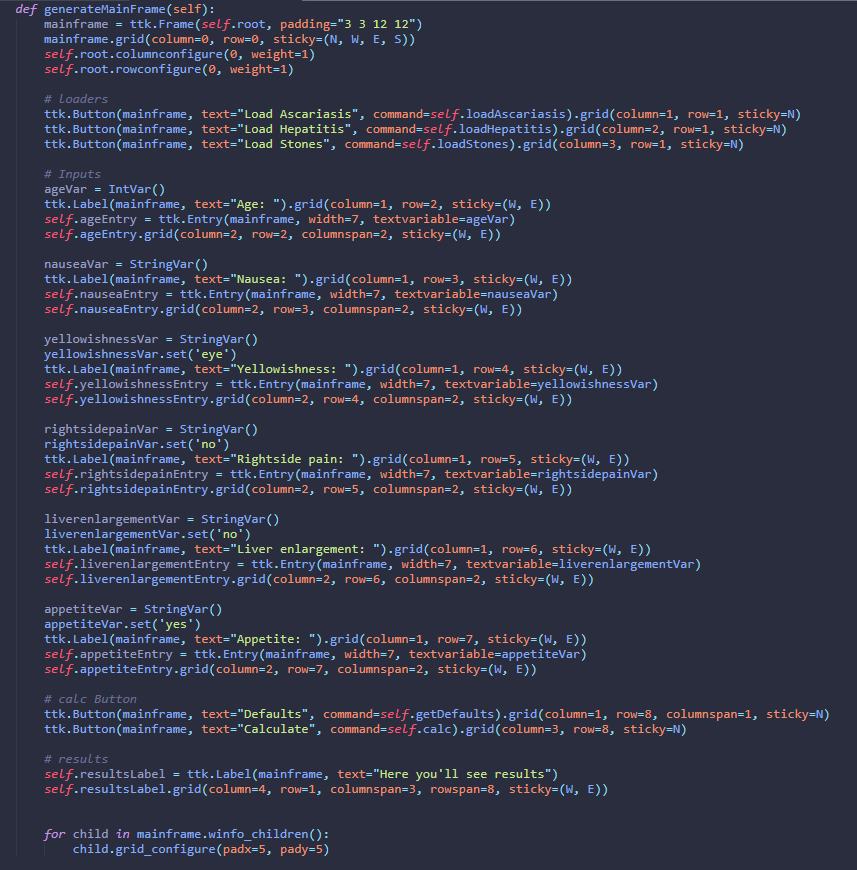 def generateMainFrame(self):
    mainframe = ttk.Frame(self.root, padding="3 3 12 12")
    mainframe.grid(column=0, row=0, sticky=(N, W, E, S))
    self.root.columnconfigure(0, weight=1)
    self.root.rowconfigure(0, weight=1)

    # loaders
    ttk.Button(mainframe, text="Load Ascariasis", command=self.loadAscariasis).grid(column=1, row=1, sticky=N)
    ttk.Button(mainframe, text="Load Hepatitis", command=self.loadHepatitis).grid(column=2, row=1, sticky=N)
    ttk.Button(mainframe, text="Load Stones", command=self.loadStones).grid(column=3, row=1, sticky=N)

    # Inputs
    ageVar = IntVar()
    ttk.Label(mainframe, text="Age: ").grid(column=1, row=2, sticky=(W, E))
    self.ageEntry = ttk.Entry(mainframe, width=7, textvariable=ageVar)
    self.ageEntry.grid(column=2, row=2, columnspan=2, sticky=(W, E))

    nauseaVar = StringVar()
    ttk.Label(mainframe, text="Nausea: ").grid(column=1, row=3, sticky=(W, E))
    self.nauseaEntry = ttk.Entry(mainframe, width=7, textvariable=nauseaVar)
    self.nauseaEntry.grid(column=2, row=3, columnspan=2, sticky=(W, E))

    yellowishnessVar = StringVar()
    yellowishnessVar.set('eye')
    ttk.Label(mainframe, text="Yellowishness: ").grid(column=1, row=4, sticky=(W, E))
    self.yellowishnessEntry = ttk.Entry(mainframe, width=7, textvariable=yellowishnessVar)
    self.yellowishnessEntry.grid(column=2, row=4, columnspan=2, sticky=(W, E))

    rightsidepainVar = StringVar()
    rightsidepainVar.set('no')
    ttk.Label(mainframe, text="Rightside pain: ").grid(column=1, row=5, sticky=(W, E))
    self.rightsidepainEntry = ttk.Entry(mainframe, width=7, textvariable=rightsidepainVar)
    self.rightsidepainEntry.grid(column=2, row=5, columnspan=2, sticky=(W, E))

    liverenlargementVar = StringVar()
    liverenlargementVar.set('no')
    ttk.Label(mainframe, text="Liver enlargement: ").grid(column=1, row=6, sticky=(W, E))
    self.liverenlargementEntry = ttk.Entry(mainframe, width=7, textvariable=liverenlargementVar)
    self.liverenlargementEntry.grid(column=2, row=6, columnspan=2, sticky=(W, E))

    appetiteVar = StringVar()
    appetiteVar.set('yes')
    ttk.Label(mainframe, text="Appetite: ").grid(column=1, row=7, sticky=(W, E))
    self.appetiteEntry = ttk.Entry(mainframe, width=7, textvariable=appetiteVar)
    self.appetiteEntry.grid(column=2, row=7, columnspan=2, sticky=(W, E))

    # calc Button
    ttk.Button(mainframe, text="Defaults", command=self.getDefaults).grid(column=1, row=8, columnspan=1, sticky=N)
    ttk.Button(mainframe, text="Calculate", command=self.calc).grid(column=3, row=8, sticky=N)

    # results
    self.resultsLabel = ttk.Label(mainframe, text="Here you'll see results")
    self.resultsLabel.grid(column=4, row=1, columnspan=3, rowspan=8, sticky=(W, E))


    for child in mainframe.winfo_children():
        child.grid_configure(padx=5, pady=5)